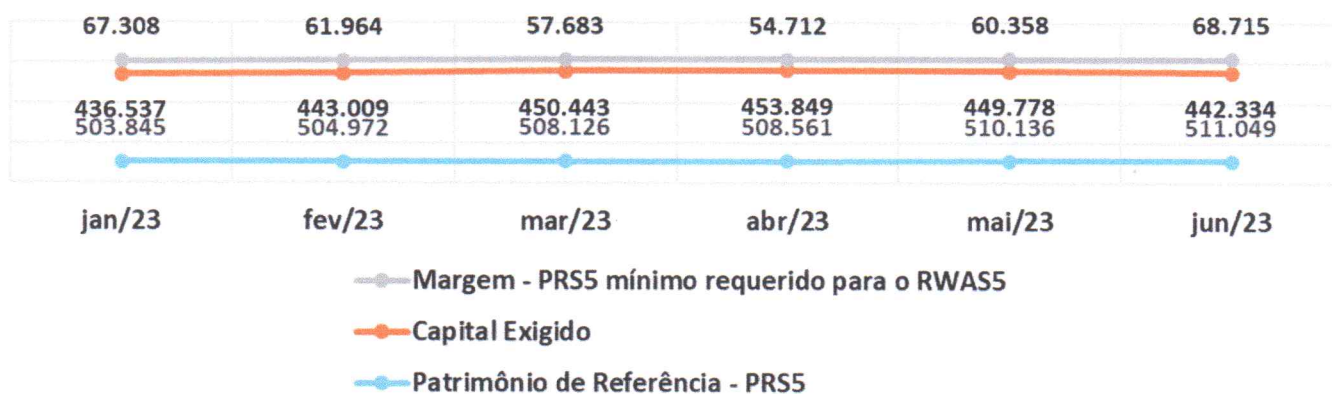 67.308 61.964 57.683 54.712 60.358 68.715
436.537 443.009 450.443 453.849 449.778 442.334
503.845 504.972 508.126 508.561 510.136 511.049
jan/23 fev/23 mar/23 abr/23 mai/23 jun/23
Margem - PRS5 mínimo requerido para o RWAS5
Capital Exigido
Patrimônio de Referência - PRS5